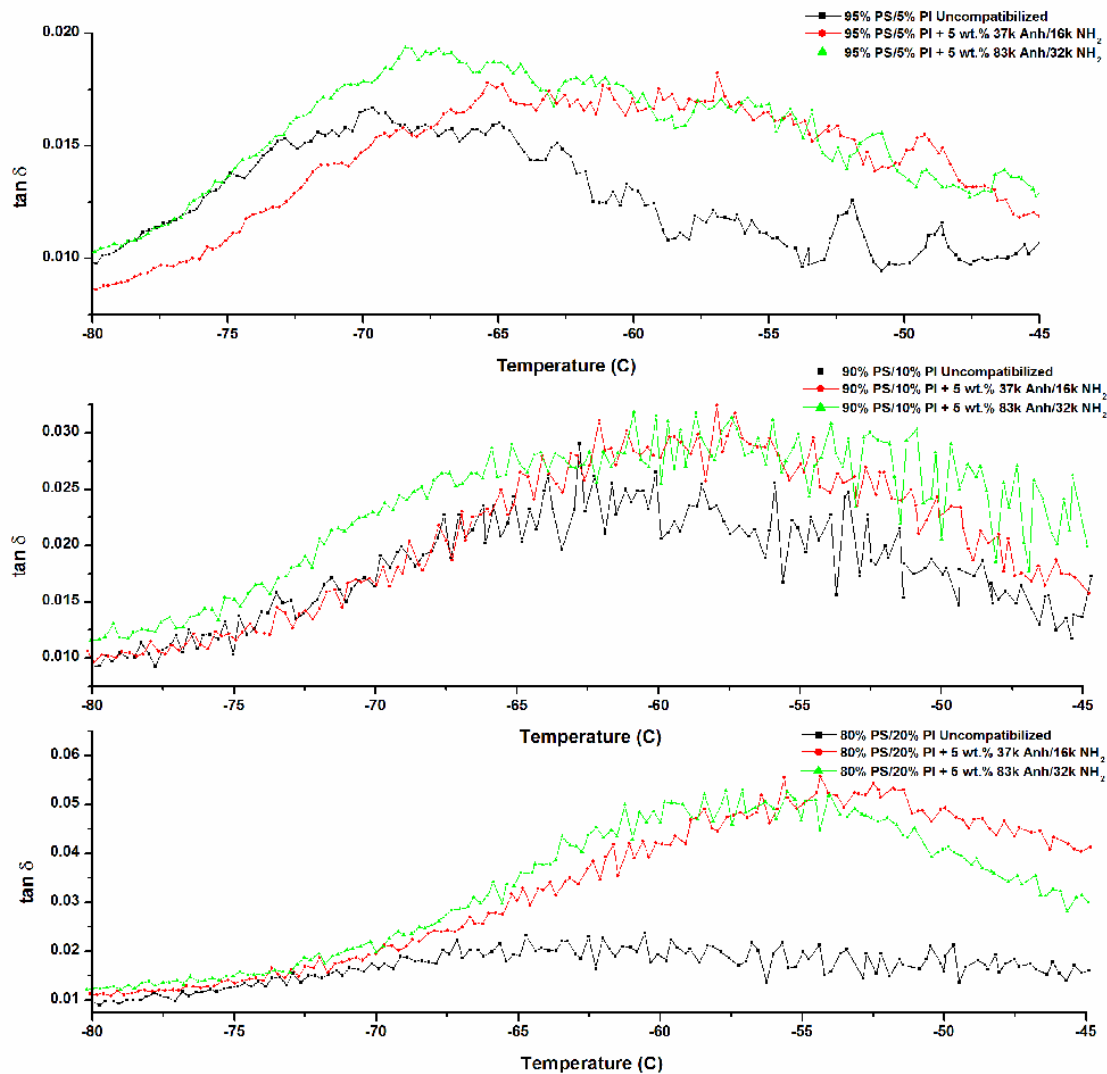 95% PS/5% PI Uncompatibilized
95% PS/5% PI + 5 wt.% 37k Anh/16k NH2
95% PS/5% PI + 5 wt.% 83k Anh/32k NH2
0.020
0.015
0.010
tan δ
-80 -75 -70 -65 -60 -55 -50 -45
Temperature (C)
90% PS/10% PI Uncompatibilized
90% PS/10% PI + 5 wt.% 37k Anh/16k NH2
90% PS/10% PI + 5 wt.% 83k Anh/32k NH2
0.030
0.025
0.020
0.015
0.010
tan δ
-80 -75 -70 -65 -60 -55 -50 -45
Temperature (C)
80% PS/20% PI Uncompatibilized
80% PS/20% PI + 5 wt.% 37k Anh/16k NH2
80% PS/20% PI + 5 wt.% 83k Anh/32k NH2
0.06
0.05
0.04
0.03
0.02
0.01
tan δ
-80 -75 -70 -65 -60 -55 -50 -45
Temperature (C)